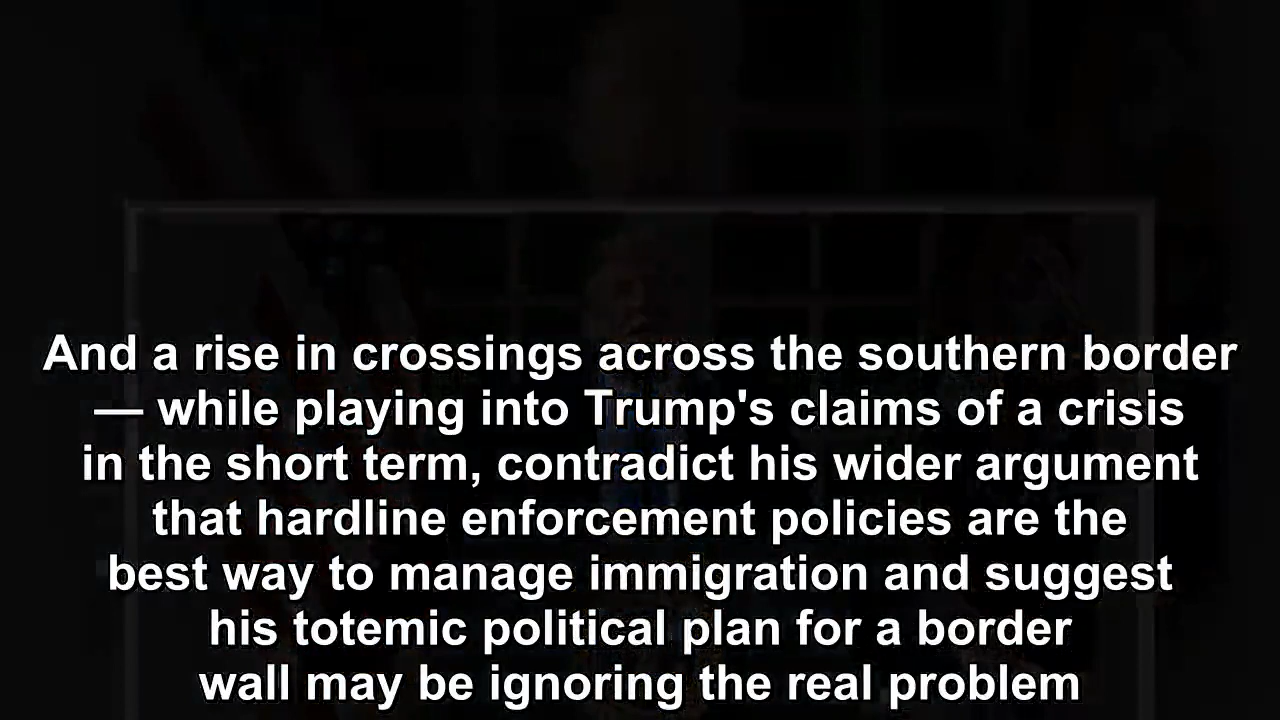 And a rise in crossings across the southern border
— while playing into Trump's claims of a crisis
in the short term, contradict his wider argument
that hardline enforcement policies are the
best way to manage immigration and suggest
his totemic political plan for a border
wall may be ignoring the real problem